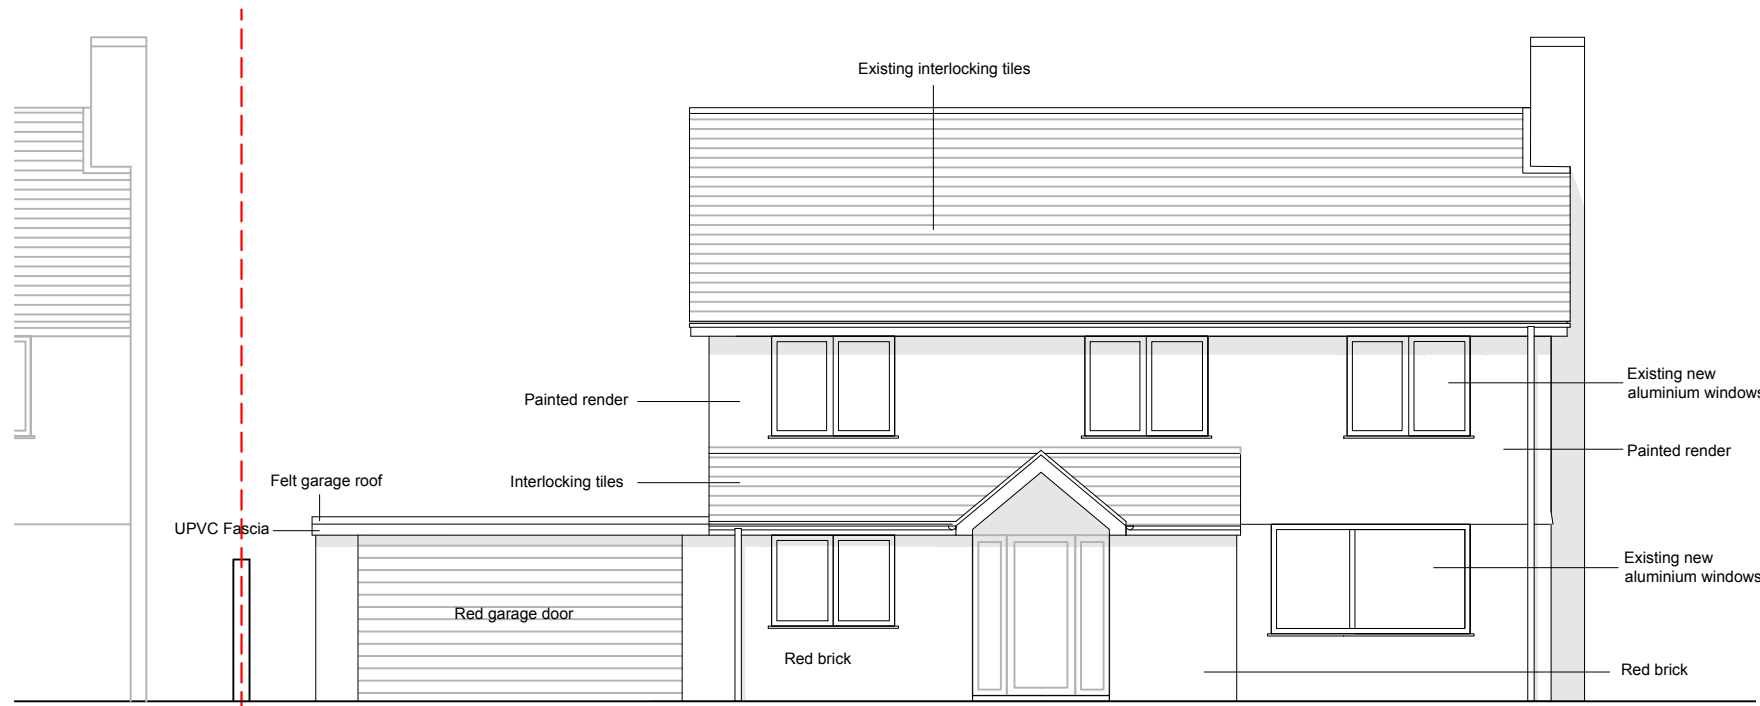 Existing interlocking tiles
Existing new
aluminium windows
Painted render
Painted render
Felt garage roof
Interlocking tiles
UPVC Fascia
Existing new
aluminium windows
Red garage door
Red brick
Red brick